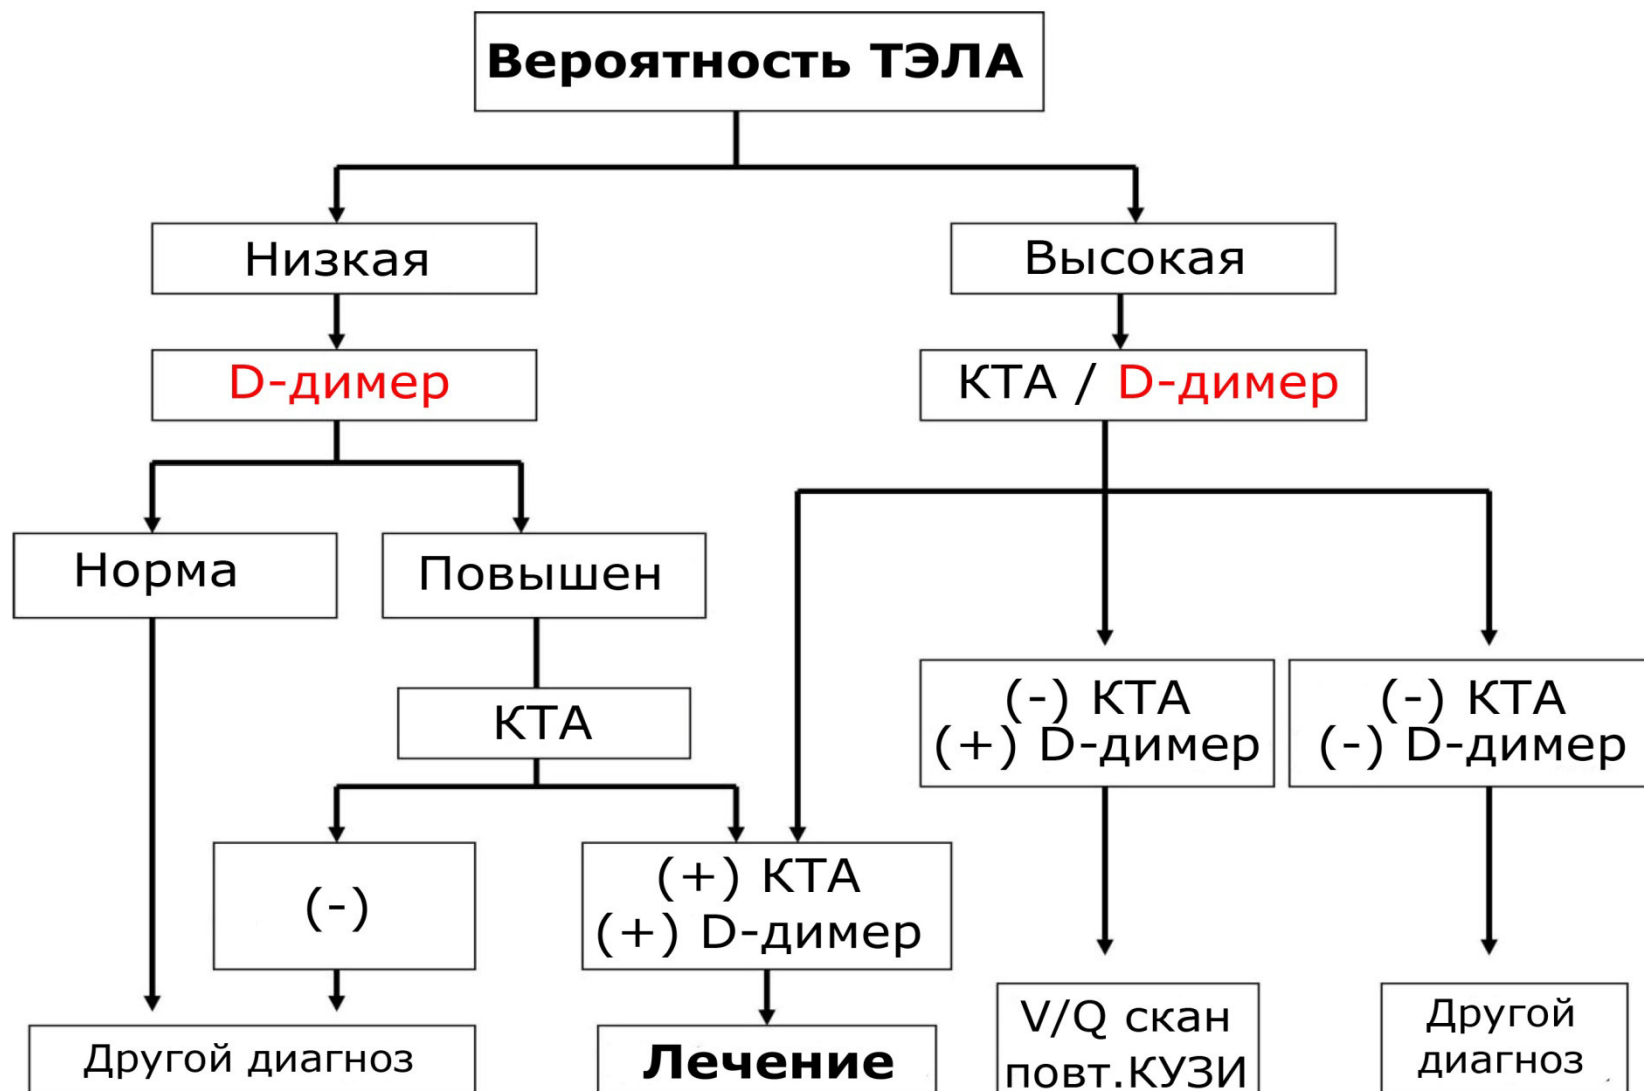 Вероятность ТЭЛА
Низкая
Высокая
D-димер
КТА / D-димер
Норма
Повышен
КТА
(-) КТА
(+) D-димер
(-) КТА
(-) D-димер
(-)
(+) КТА
(+) D-димер
Другой диагноз
Лечение
V/Q скан
повт.КУЗИ
Другой
диагноз